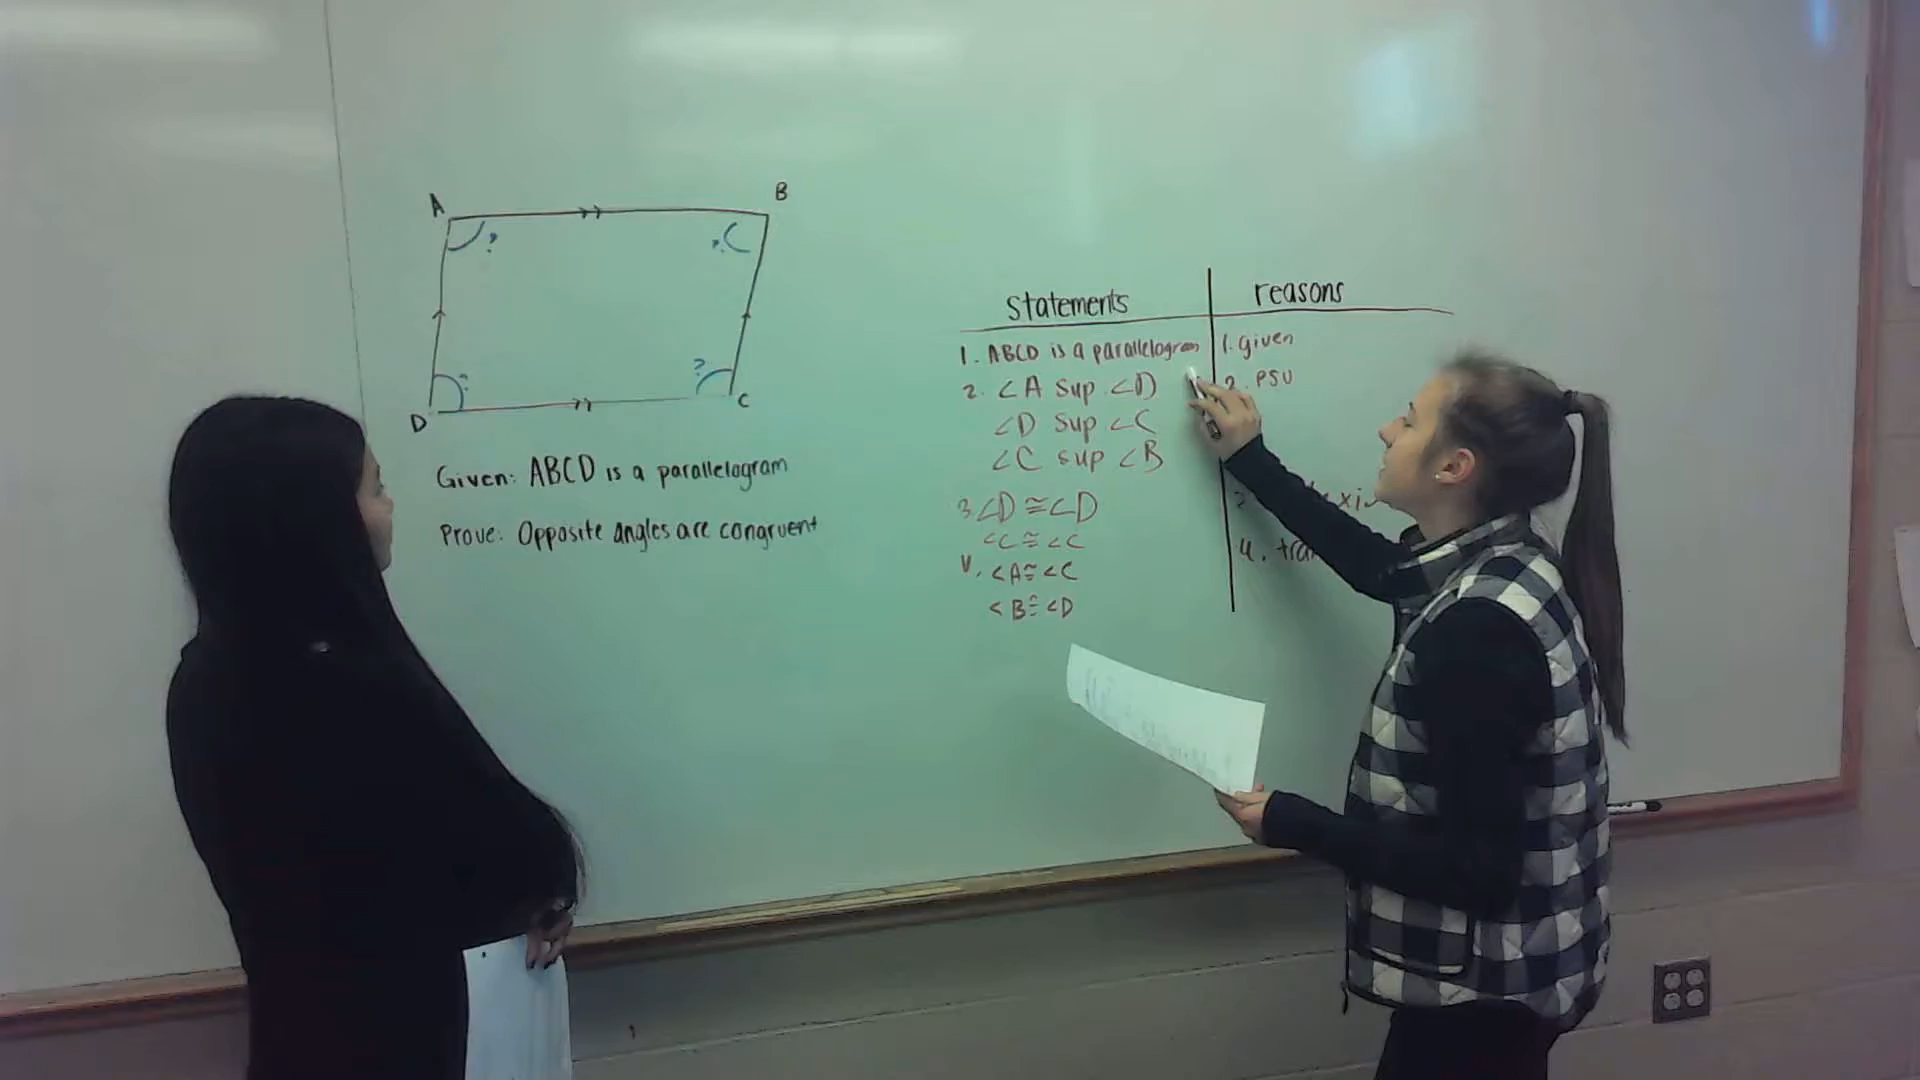 A
B
?
?
?
?
D
C
Given: ABCD is a parallelogram
Prove: Opposite angles are congruent
statements
reasons
1. ABCD is a parallelogram
1. given
2. <A sup <D
2. PSU
<D sup <C
<C sup <B
3 <D ≅ <D
<C ≅ <C
4.
V. <A ≅ <C
<B ≅ <D